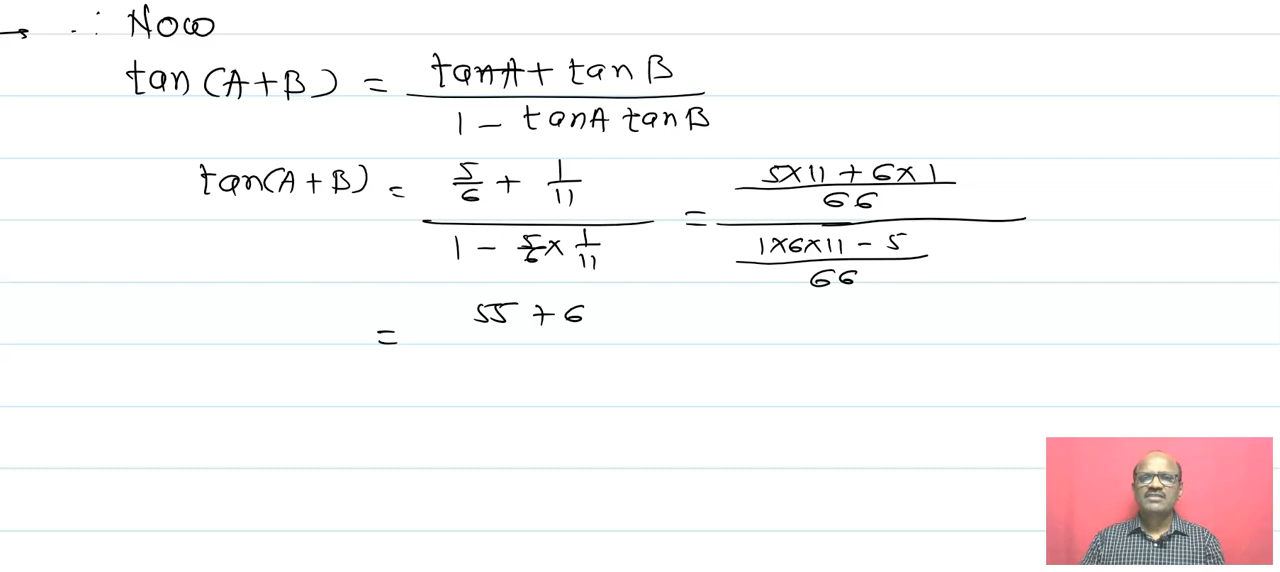 → ∴ Now
tan(A+B) = (tanA + tanB) / (1 - tanA tanB)
tan(A+B) = (5/6 + 1/11) / (1 - 5/6 × 1/11) = ((5×11 + 6×1) / 66) / ((1×6×11 - 5) / 66)
= 55 + 6